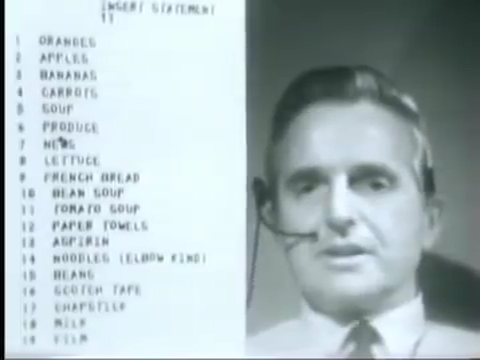 INSERT STATEMENT
1 ORANGES
2 APPLES
3 BANANAS
4 CARROTS
5 SOUP
6 PRODUCE
7 NEWS
8 LETTUCE
9 FRENCH BREAD
10 BEAN SOUP
11 TOMATO SOUP
12 PAPER TOWELS
13 ASPIRIN
14 NOODLES (ELBOW KIND)
15 BEANS
16 SCOTCH TAPE
17 CHAPSTICK
18 MILK
19 FILM